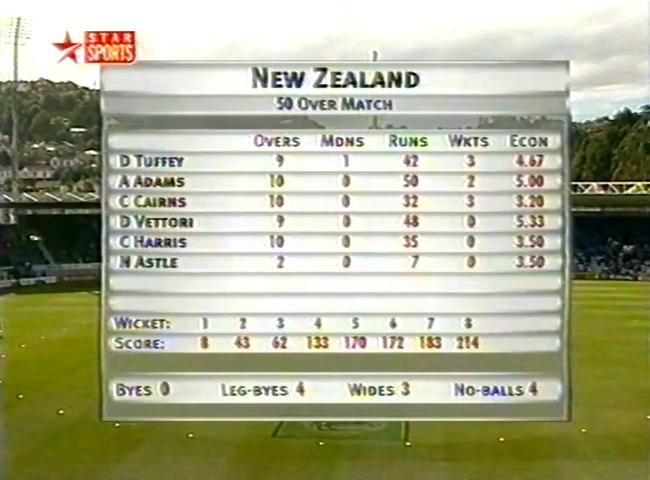 STAR
SPORTS
NEW ZEALAND
50 OVER MATCH
OVERS MDNS RUNS WKTS ECON
D TUFFEY 9 1 42 3 4.67
A ADAMS 10 0 50 2 5.00
C CAIRNS 10 0 32 3 3.20
D VETTORI 9 0 48 0 5.33
C HARRIS 10 0 35 0 3.50
N ASTLE 2 0 7 0 3.50
WICKET: 1 2 3 4 5 6 7 8
SCORE: 8 43 62 133 170 172 183 214
BYES 0 LEG-BYES 4 WIDES 3 NO-BALLS 4